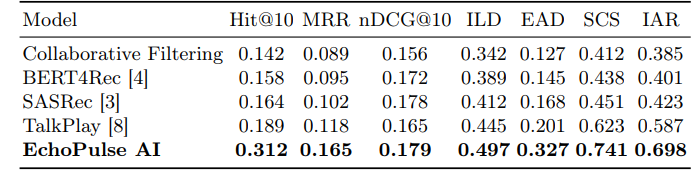 Model Hit@10 MRR nDCG@10 ILD EAD SCS IAR
Collaborative Filtering 0.142 0.089 0.156 0.342 0.127 0.412 0.385
BERT4Rec [4] 0.158 0.095 0.172 0.389 0.145 0.438 0.401
SASRec [3] 0.164 0.102 0.178 0.412 0.168 0.451 0.423
TalkPlay [8] 0.189 0.118 0.165 0.445 0.201 0.623 0.587
EchoPulse AI 0.312 0.165 0.179 0.497 0.327 0.741 0.698